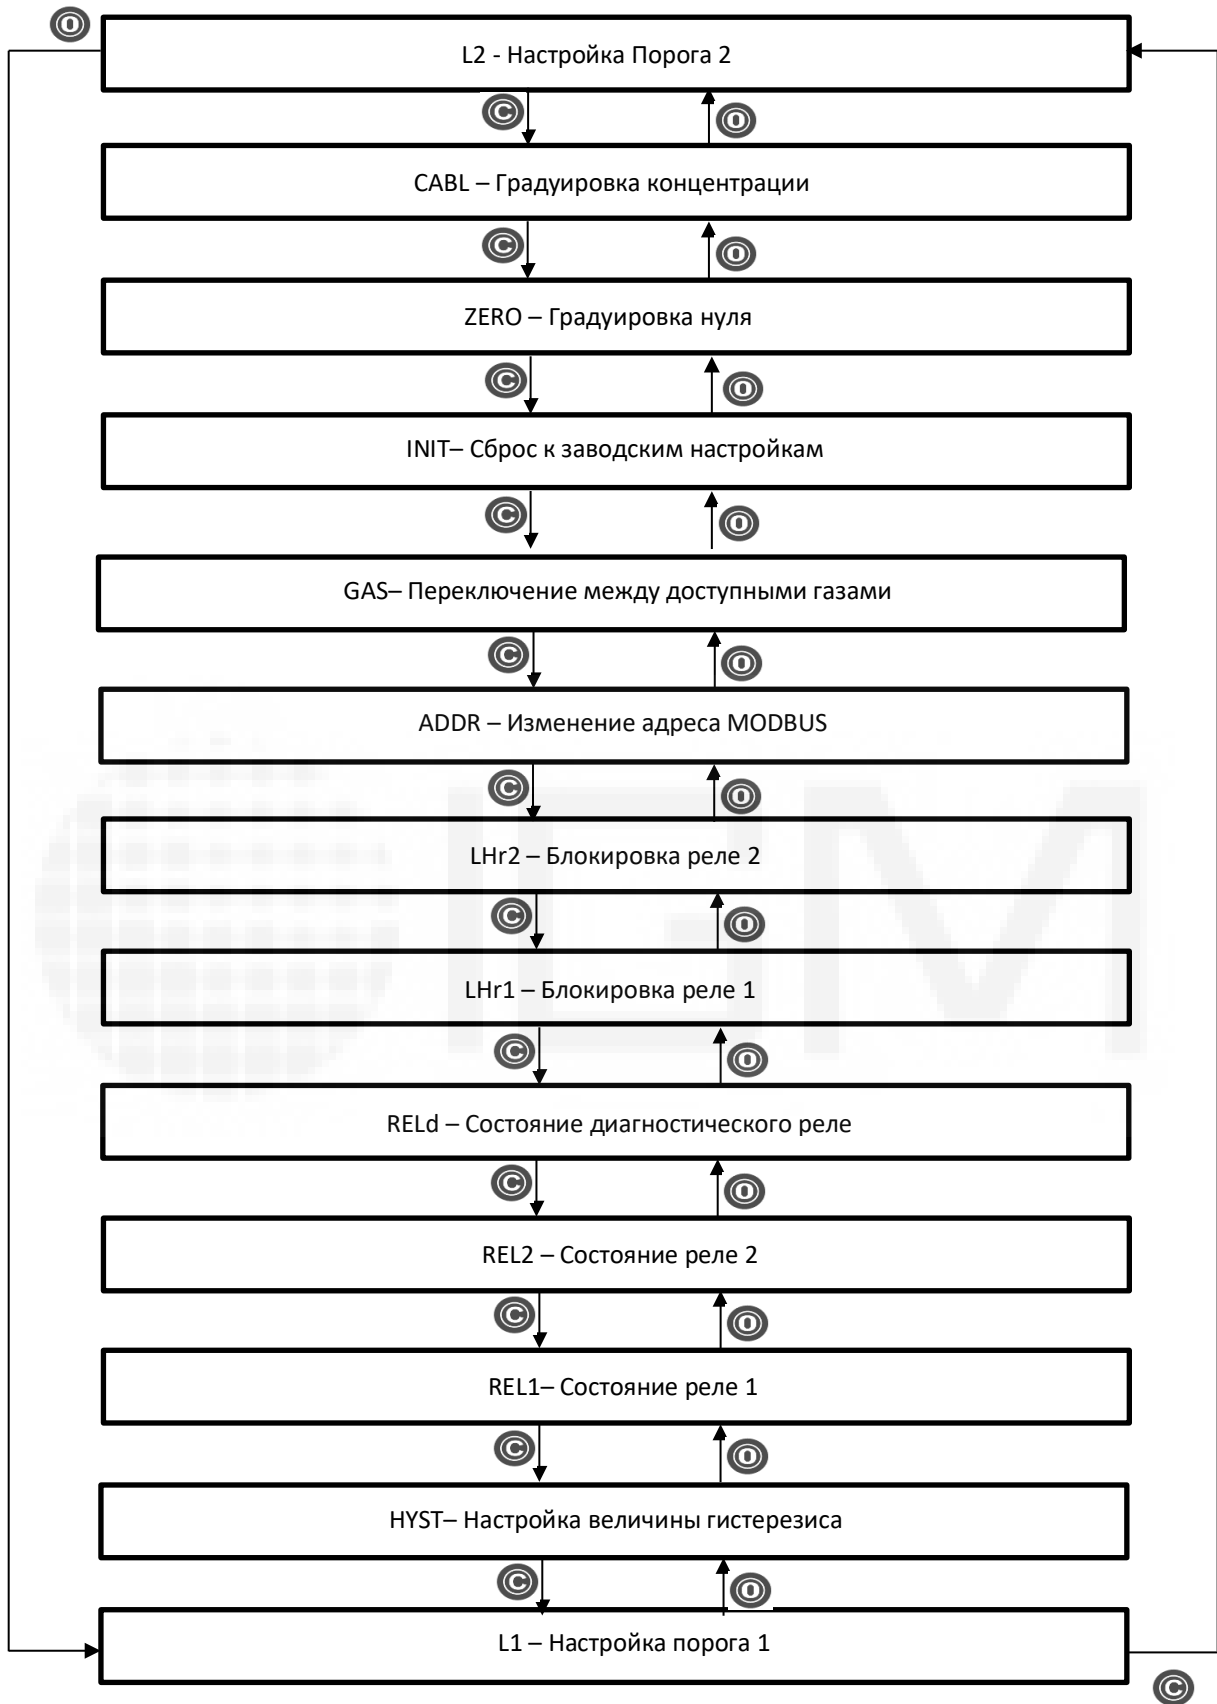 O
L2 - Настройка Порога 2
C O
CABL – Градуировка концентрации
C O
ZERO – Градуировка нуля
C O
INIT– Сброс к заводским настройкам
C O
GAS– Переключение между доступными газами
C O
ADDR – Изменение адреса MODBUS
C O
LHr2 – Блокировка реле 2
C O
LHr1 – Блокировка реле 1
C O
RELd – Состояние диагностического реле
C O
REL2 – Состояние реле 2
C O
REL1– Состояние реле 1
C O
HYST– Настройка величины гистерезиса
C O
L1 – Настройка порога 1
C